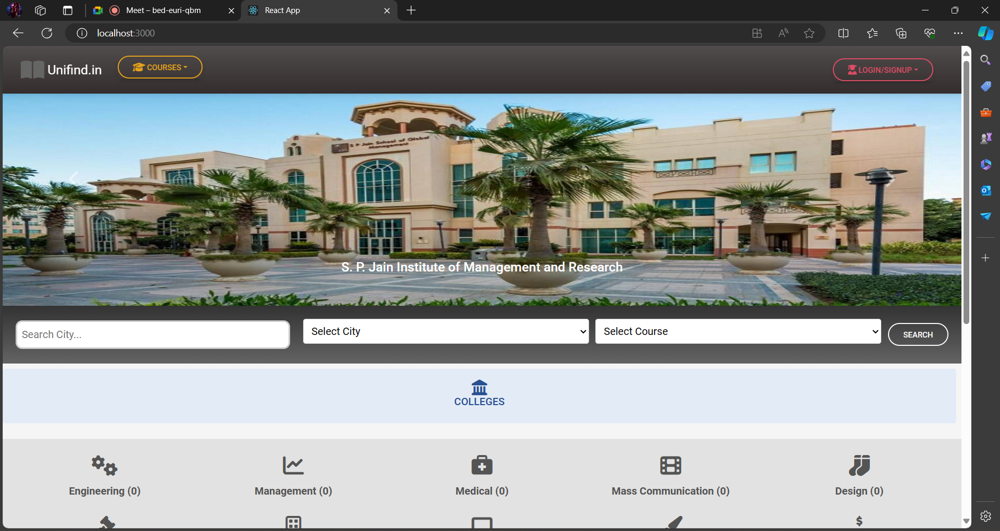 Meet – bed-euri-qbm
React App
localhost:3000
Unifind.in
COURSES
LOGIN/SIGNUP
S P Jain School of Global
Management
S. P. Jain Institute of Management and Research
Search City...
Select City
Select Course
SEARCH
COLLEGES
Engineering (0)
Management (0)
Medical (0)
Mass Communication (0)
Design (0)